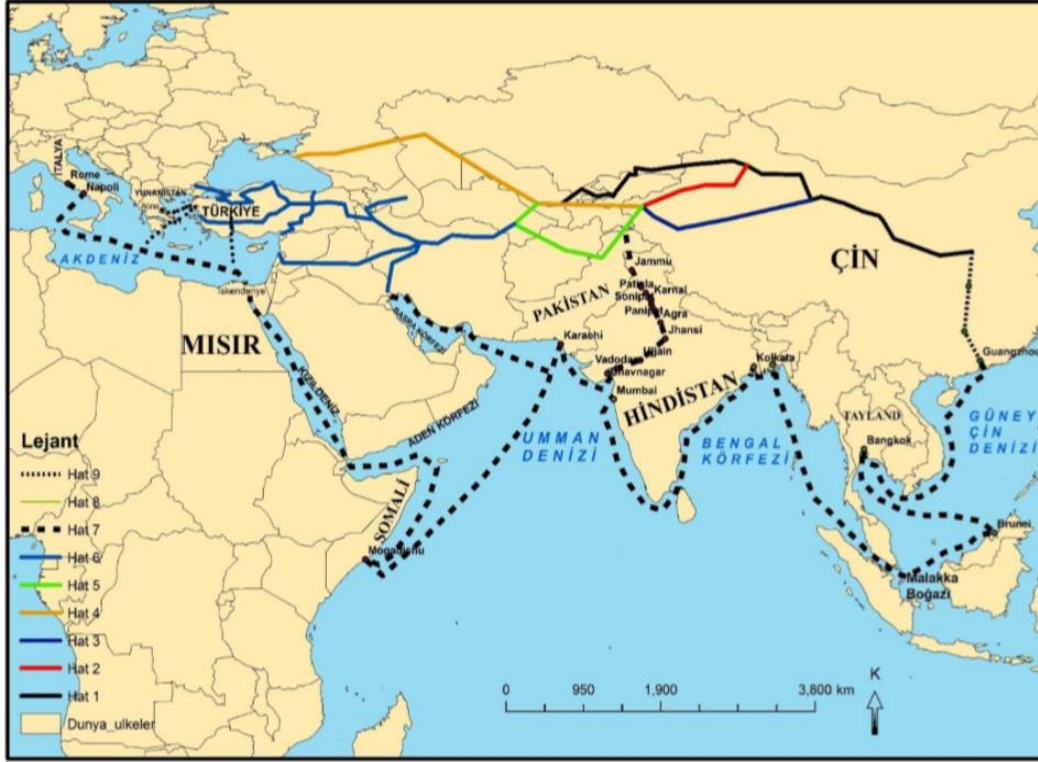 İTALYA
Rome
Napoli
YUNANİSTAN
Atina
TÜRKİYE
AKDENİZ
İskenderiye
MISIR
KIZILDENİZ
BASRA KÖRFEZİ
ADEN KÖRFEZİ
SOMALİ
Mogadishu
PAKİSTAN
Karachi
Jammu
Patiala
Karnal
Sonipat
Panipat
Agra
Jhansi
Ujjain
Vadodara
Bhavnagar
Mumbai
HİNDİSTAN
Kolkata
UMMAN
DENİZİ
BENGAL
KÖRFEZİ
ÇİN
Guangzhou
TAYLAND
Bangkok
GÜNEY
ÇİN
DENİZİ
Brunei
Malakka
Boğazı
Lejant
Hat 9
Hat 8
Hat 7
Hat 6
Hat 5
Hat 4
Hat 3
Hat 2
Hat 1
Dunya_ulkeler
0 950 1,900 3,800 km
K